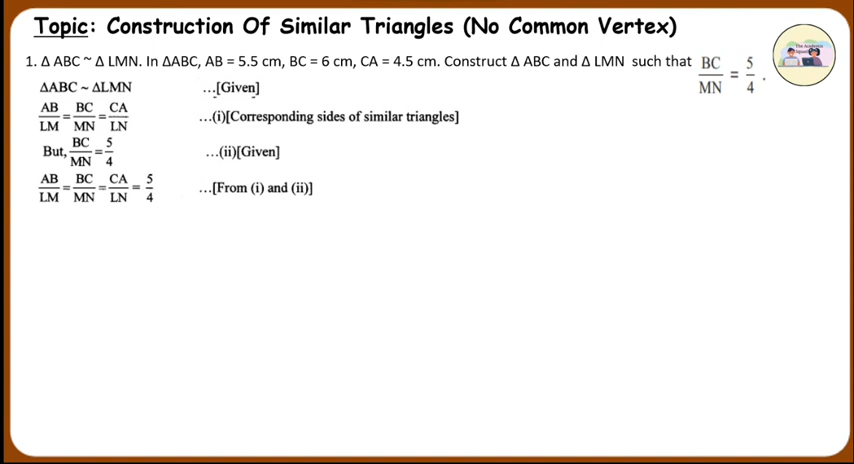 Topic: Construction Of Similar Triangles (No Common Vertex)
1. Δ ABC ~ Δ LMN. In ΔABC, AB = 5.5 cm, BC = 6 cm, CA = 4.5 cm. Construct Δ ABC and Δ LMN such that BC/MN = 5/4 .
ΔABC ~ ΔLMN …[Given]
AB/LM = BC/MN = CA/LN …(i)[Corresponding sides of similar triangles]
But, BC/MN = 5/4 …(ii)[Given]
AB/LM = BC/MN = CA/LN = 5/4 …[From (i) and (ii)]